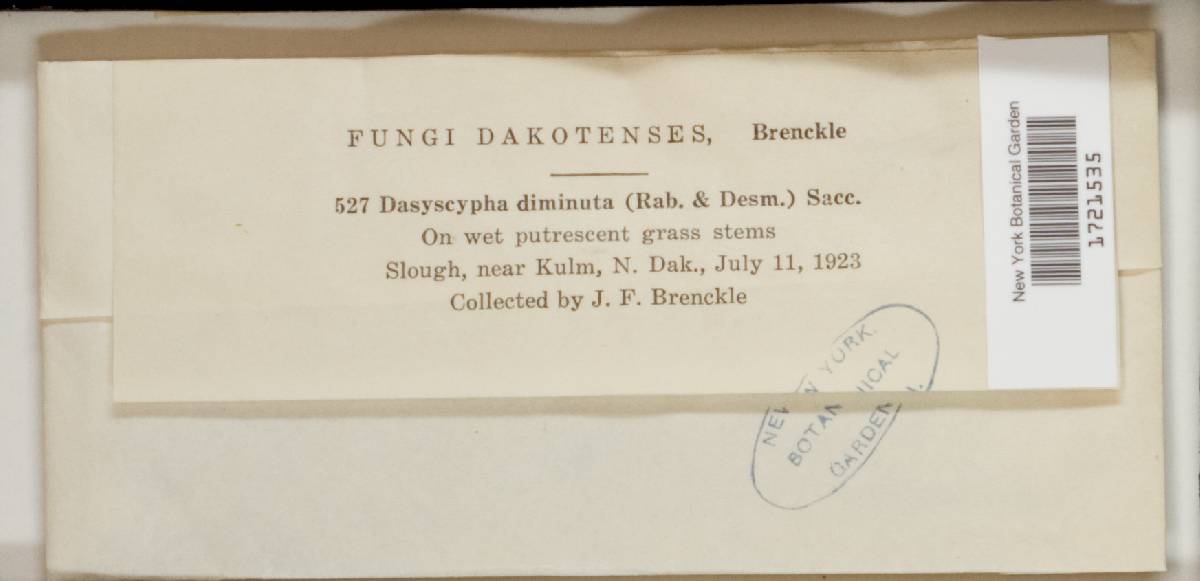 FUNGI DAKOTENSES, Brenckle
527 Dasyscypha diminuta (Rab. & Desm.) Sacc.
On wet putrescent grass stems
Slough, near Kulm, N. Dak., July 11, 1923
Collected by J. F. Brenckle
New York Botanical Garden
1721535
NEW YORK
BOTANICAL
GARDEN